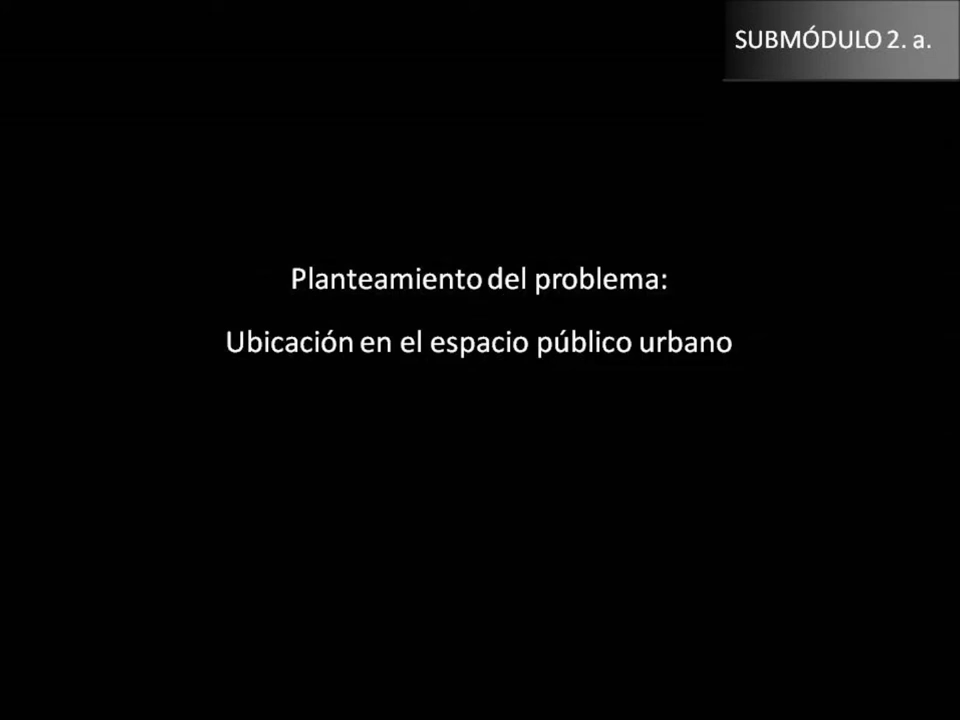 SUBMÓDULO 2. a.
Planteamiento del problema:
Ubicación en el espacio público urbano